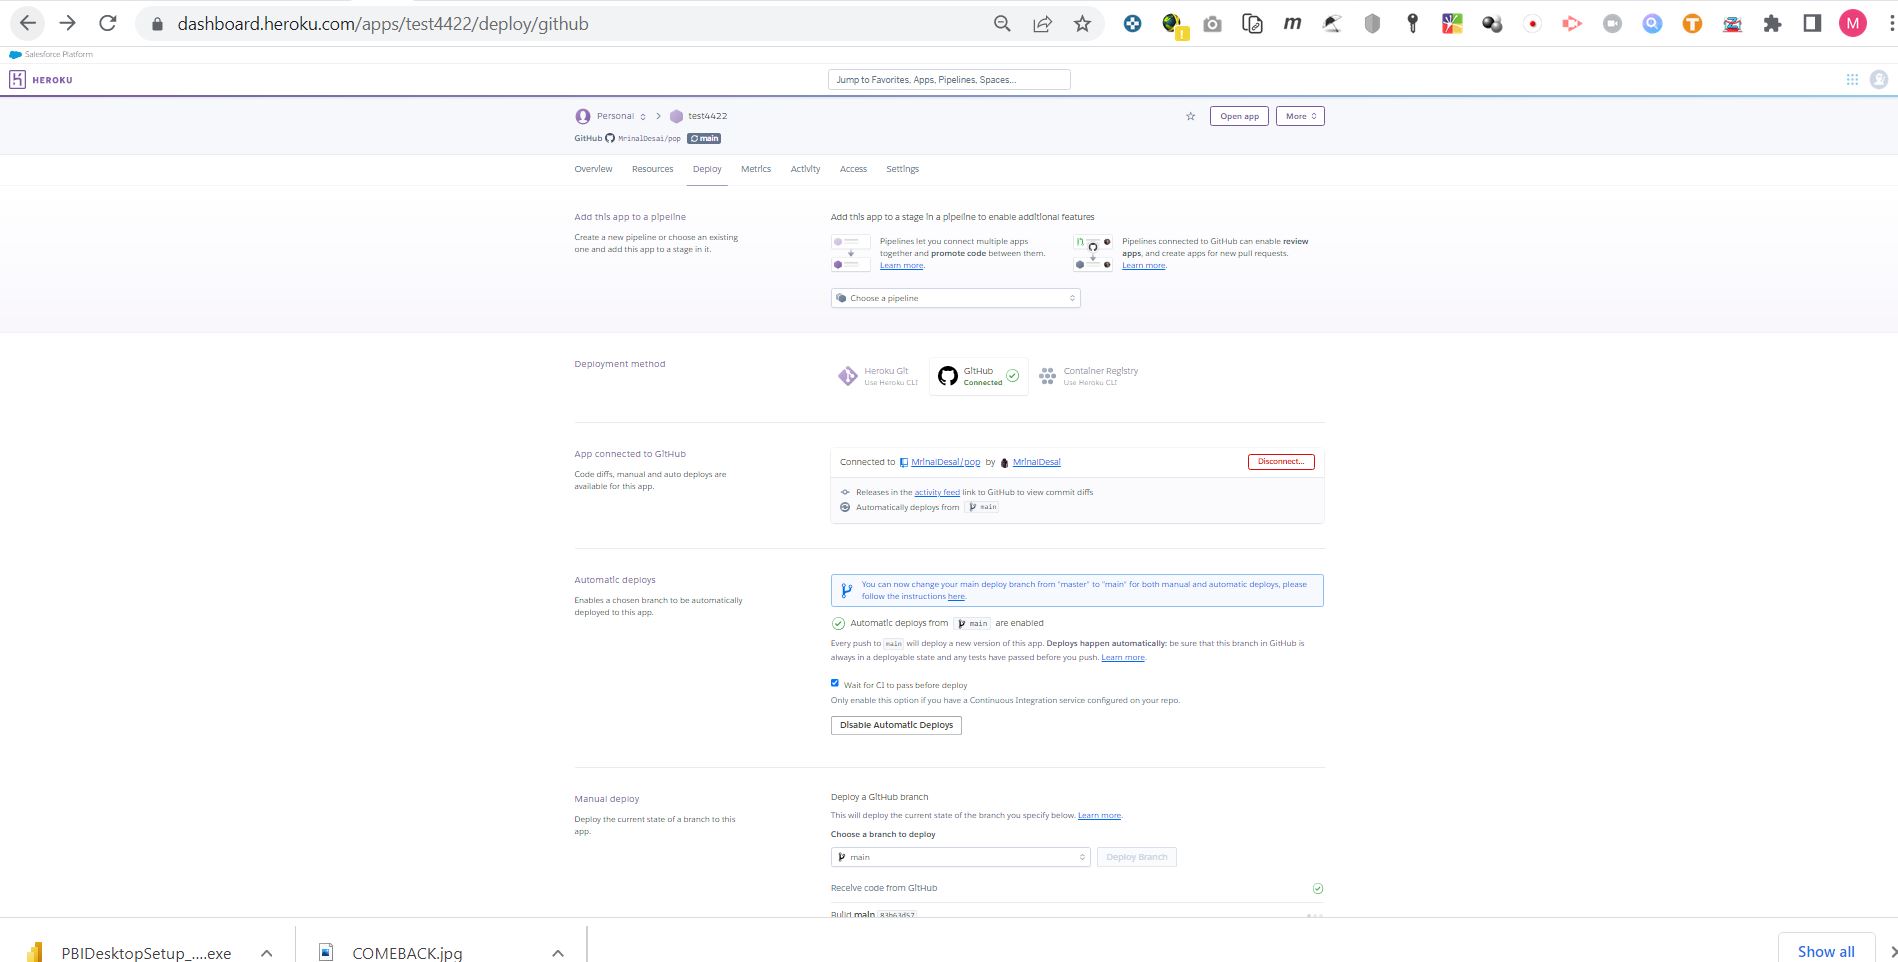 dashboard.heroku.com/apps/test4422/deploy/github
Salesforce Platform
HEROKU
Jump to Favorites, Apps, Pipelines, Spaces...
Personal > test4422
Open app
More
GitHub MrinalDesai/pop main
Overview Resources Deploy Metrics Activity Access Settings
Add this app to a pipeline
Create a new pipeline or choose an existing
one and add this app to a stage in it.
Add this app to a stage in a pipeline to enable additional features
Pipelines let you connect multiple apps
together and promote code between them.
Learn more.
Pipelines connected to GitHub can enable review
apps, and create apps for new pull requests.
Learn more.
Choose a pipeline
Deployment method
Heroku Git
Use Heroku CLI
GitHub
Connected
Container Registry
Use Heroku CLI
App connected to GitHub
Code diffs, manual and auto deploys are
available for this app.
Connected to MrinalDesai/pop by MrinalDesai
Disconnect...
Releases in the activity feed link to GitHub to view commit diffs
Automatically deploys from main
Automatic deploys
Enables a chosen branch to be automatically
deployed to this app.
You can now change your main deploy branch from "master" to "main" for both manual and automatic deploys, please
follow the instructions here.
Automatic deploys from main are enabled
Every push to main will deploy a new version of this app. Deploys happen automatically: be sure that this branch in GitHub is
always in a deployable state and any tests have passed before you push. Learn more.
Wait for CI to pass before deploy
Only enable this option if you have a Continuous Integration service configured on your repo.
Disable Automatic Deploys
Manual deploy
Deploy the current state of a branch to this
app.
Deploy a GitHub branch
This will deploy the current state of the branch you specify below. Learn more.
Choose a branch to deploy
main
Deploy Branch
Receive code from GitHub
Build main 83b63d57
PBIDesktopSetup_....exe
COMEBACK.jpg
Show all